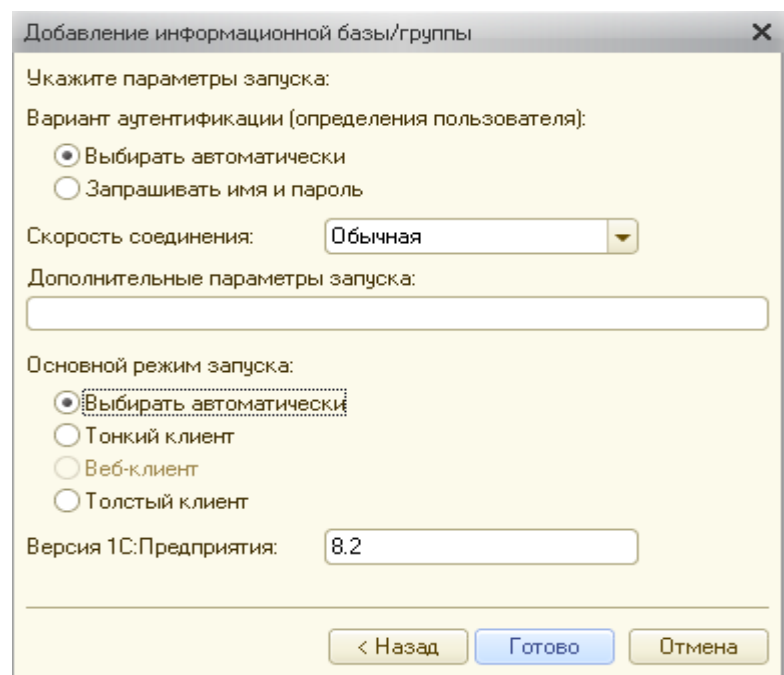 Добавление информационной базы/группы
Укажите параметры запуска:
Вариант аутентификации (определения пользователя):
Выбирать автоматически
Запрашивать имя и пароль
Скорость соединения: Обычная
Дополнительные параметры запуска:
Основной режим запуска:
Выбирать автоматически
Тонкий клиент
Веб-клиент
Толстый клиент
Версия 1С:Предприятия: 8.2
< Назад Готово Отмена